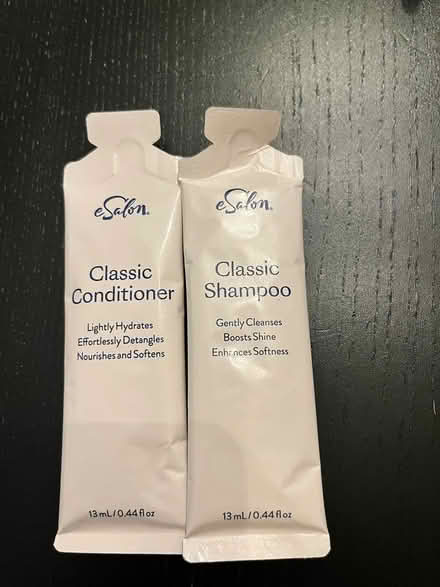 eSalon®
Classic
Conditioner
Lightly Hydrates
Effortlessly Detangles
Nourishes and Softens
13 mL / 0.44 fl oz
eSalon®
Classic
Shampoo
Gently Cleanses
Boosts Shine
Enhances Softness
13 mL / 0.44 fl oz